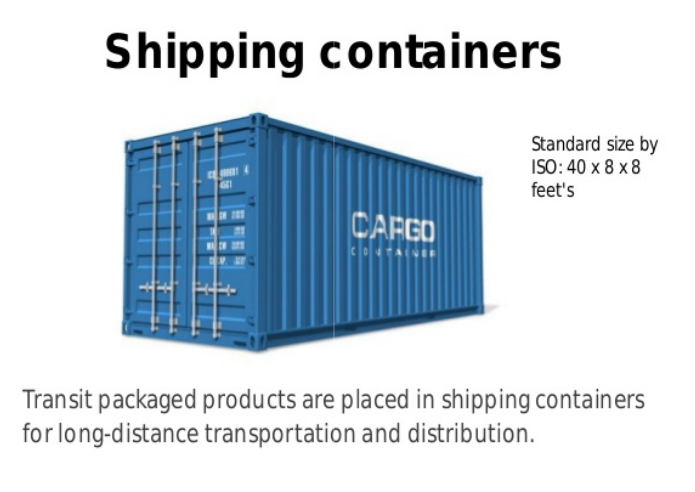 Shipping containers
Standard size by
ISO: 40 x 8 x 8
feet's
CARGO
CONTAINER
Transit packaged products are placed in shipping containers
for long-distance transportation and distribution.